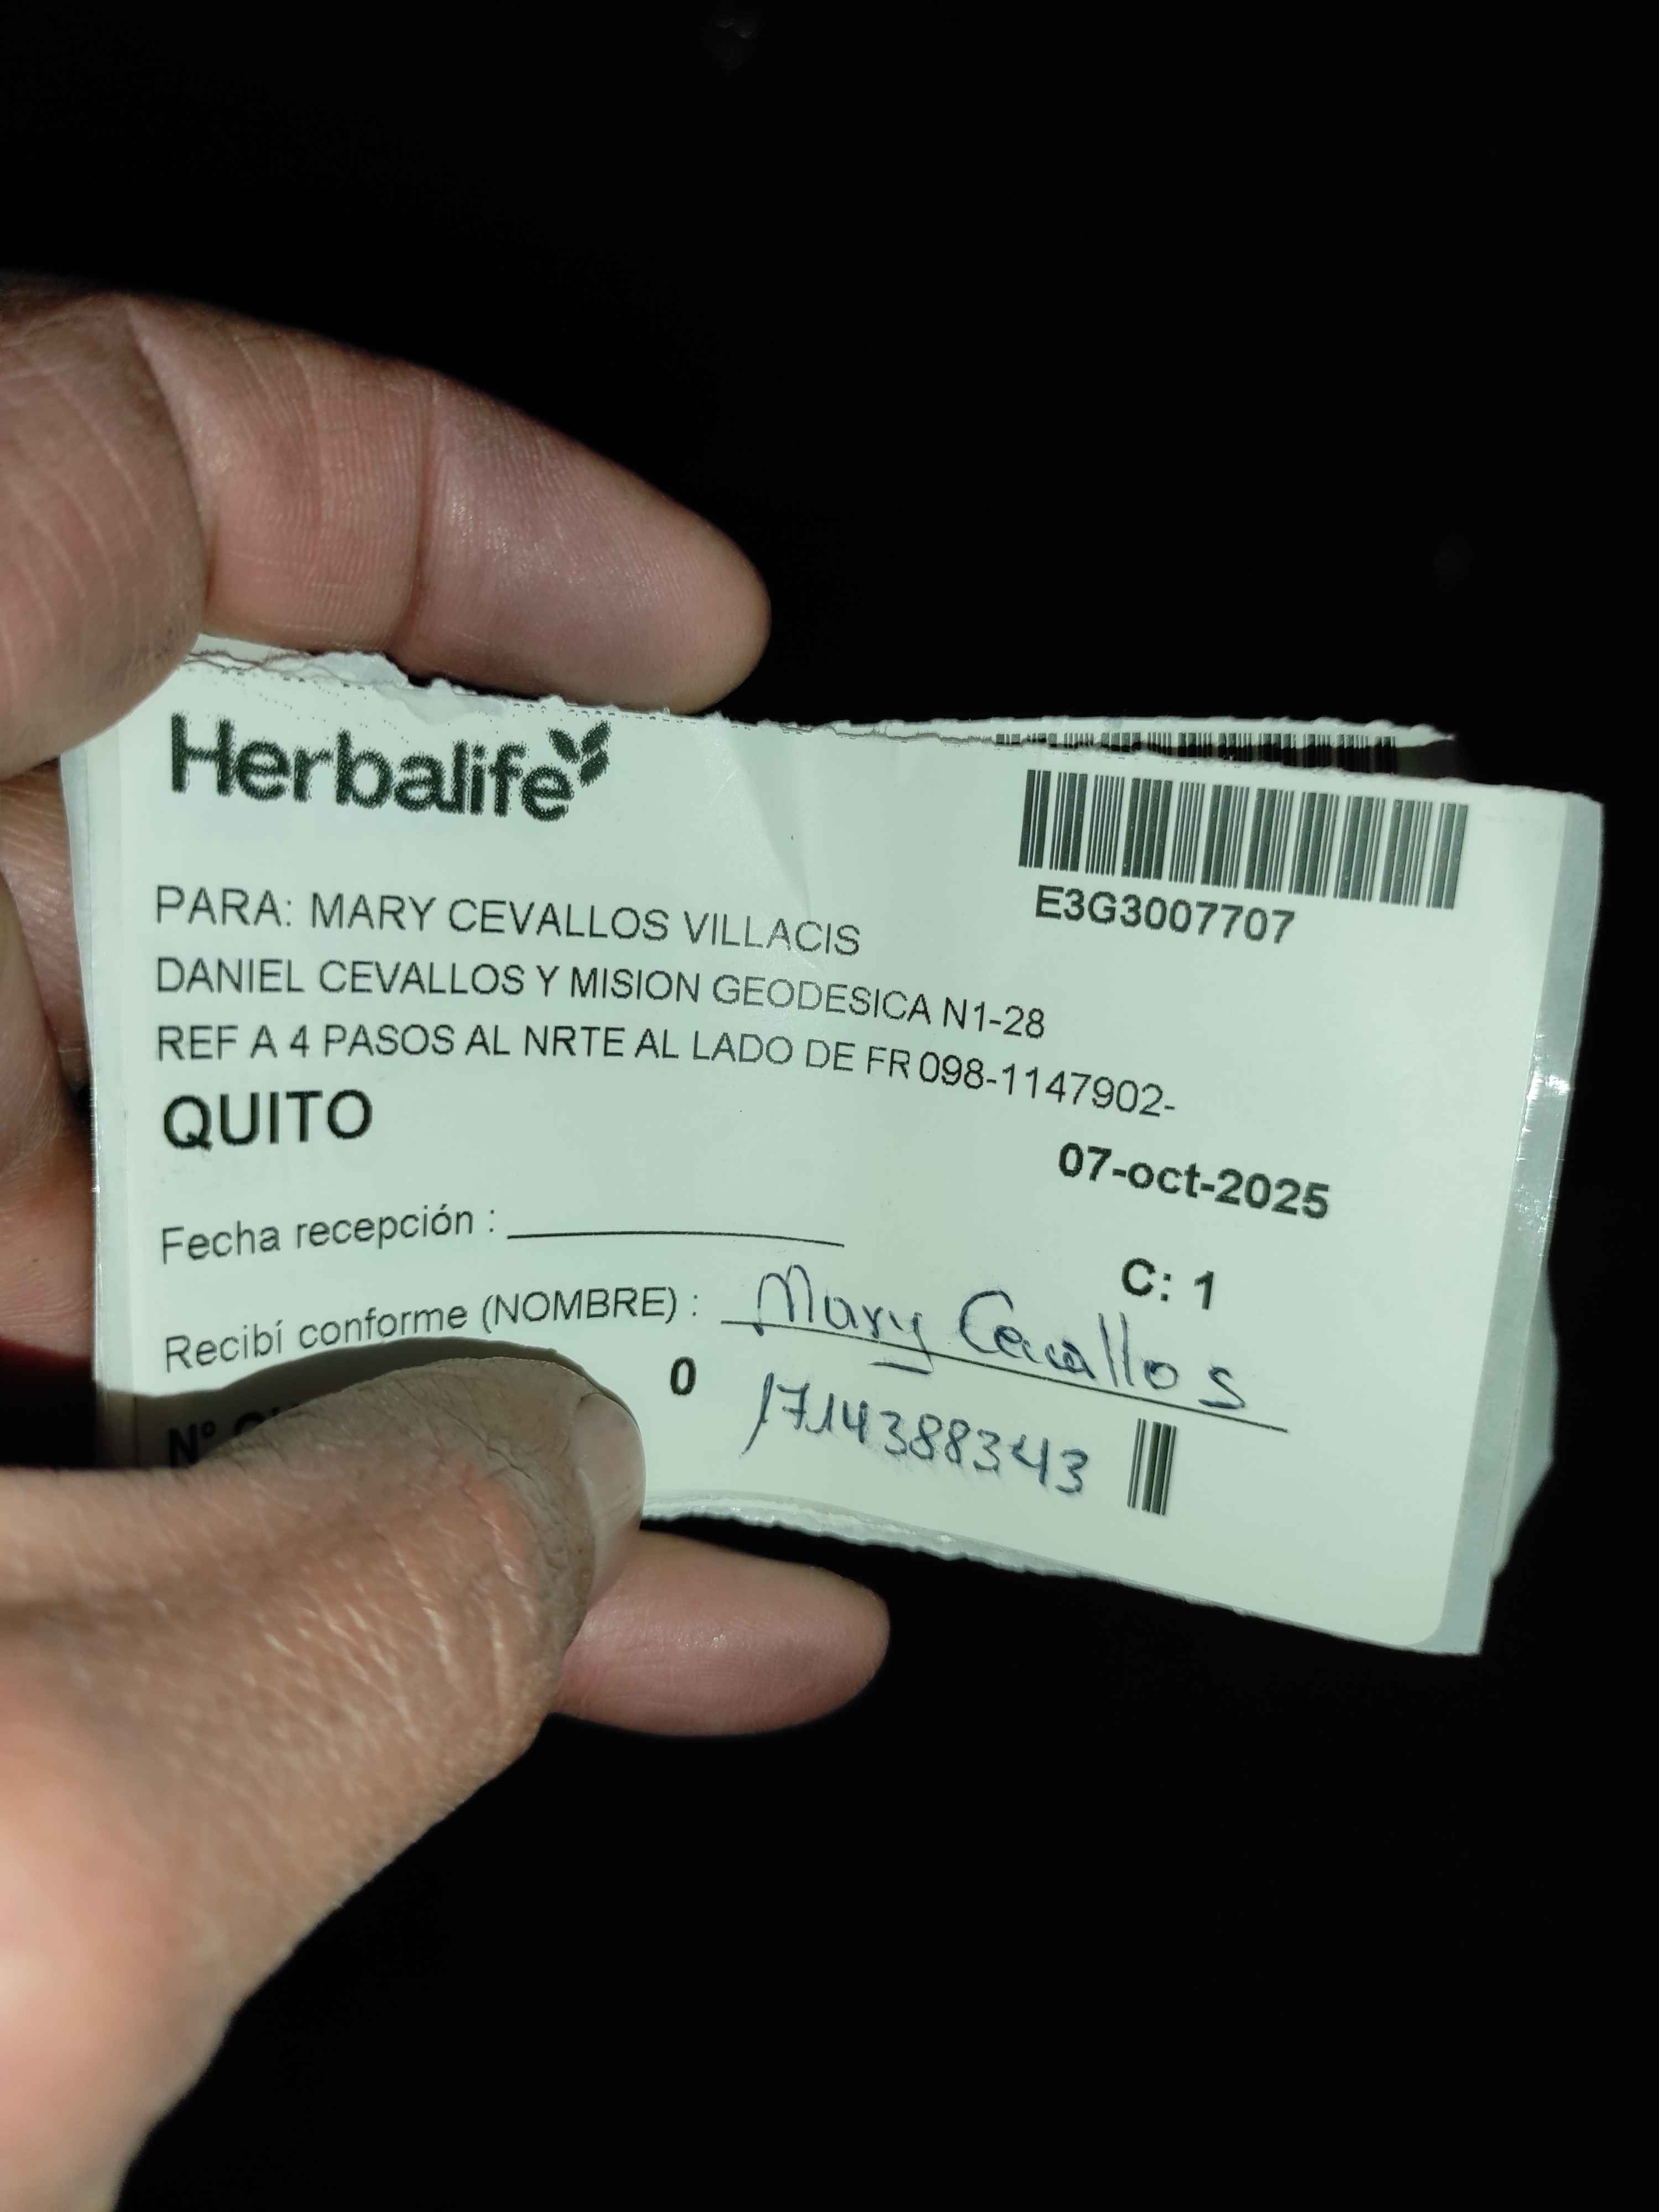 Herbalife
E3G3007707
PARA: MARY CEVALLOS VILLACIS
DANIEL CEVALLOS Y MISION GEODESICA N1-28
REF A 4 PASOS AL NRTE AL LADO DE FR 098-1147902-
QUITO
07-oct-2025
Fecha recepción :
C: 1
Recibí conforme (NOMBRE) : Mary Cevallos
Nº
0 1714388343